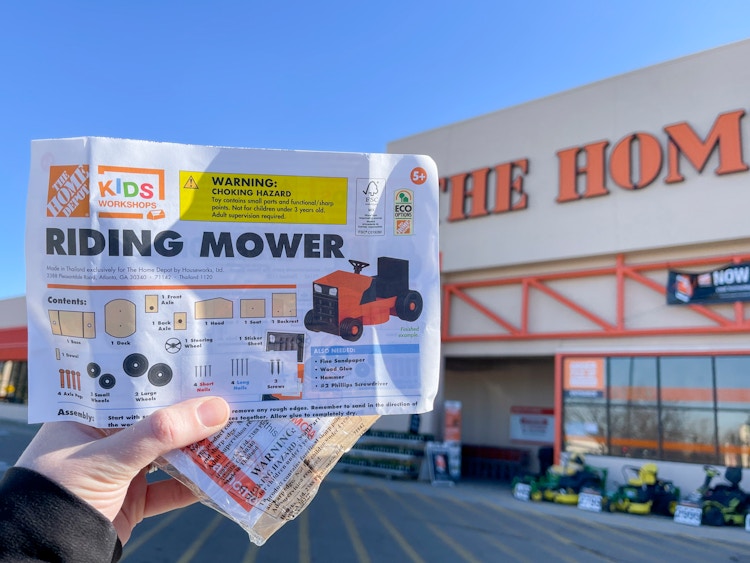 THE HOME DEPOT
KIDS
WORKSHOPS
WARNING:
CHOKING HAZARD
Toy contains small parts and functional/sharp
points. Not for children under 3 years old.
Adult supervision required.
FSC
ECO
OPTIONS
5+
RIDING MOWER
Made in Thailand exclusively for The Home Depot by Houseworks, Ltd.
Contents:
1 Base
1 Deck
1 Front
Axle
1 Back
Axle
1 Hood
1 Seat
1 Backrest
1 Steering
Wheel
1 Sticker
Sheet
1 Dowel
4 Axle Pegs
2 Small
Wheels
2 Large
Wheels
4 Short
Nails
4 Long
Nails
2
Screws
Finished
example
ALSO NEEDED:
• Fine Sandpaper
• Wood Glue
• Hammer
• #2 Phillips Screwdriver
Assembly:
Start with
remove any rough edges. Remember to sand in the direction of
together. Allow glue to completely dry.
WARNING
THE HOM
NOW